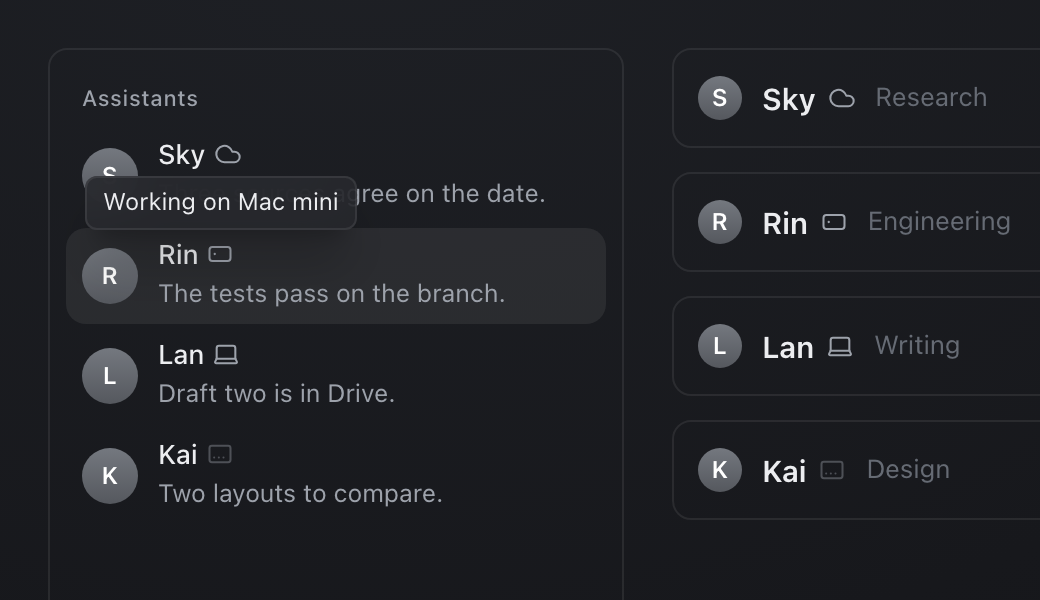 Assistants
S
Sky
agree on the date.
Working on Mac mini
R
Rin
The tests pass on the branch.
L
Lan
Draft two is in Drive.
K
Kai
Two layouts to compare.
S
Sky
Research
R
Rin
Engineering
L
Lan
Writing
K
Kai
Design